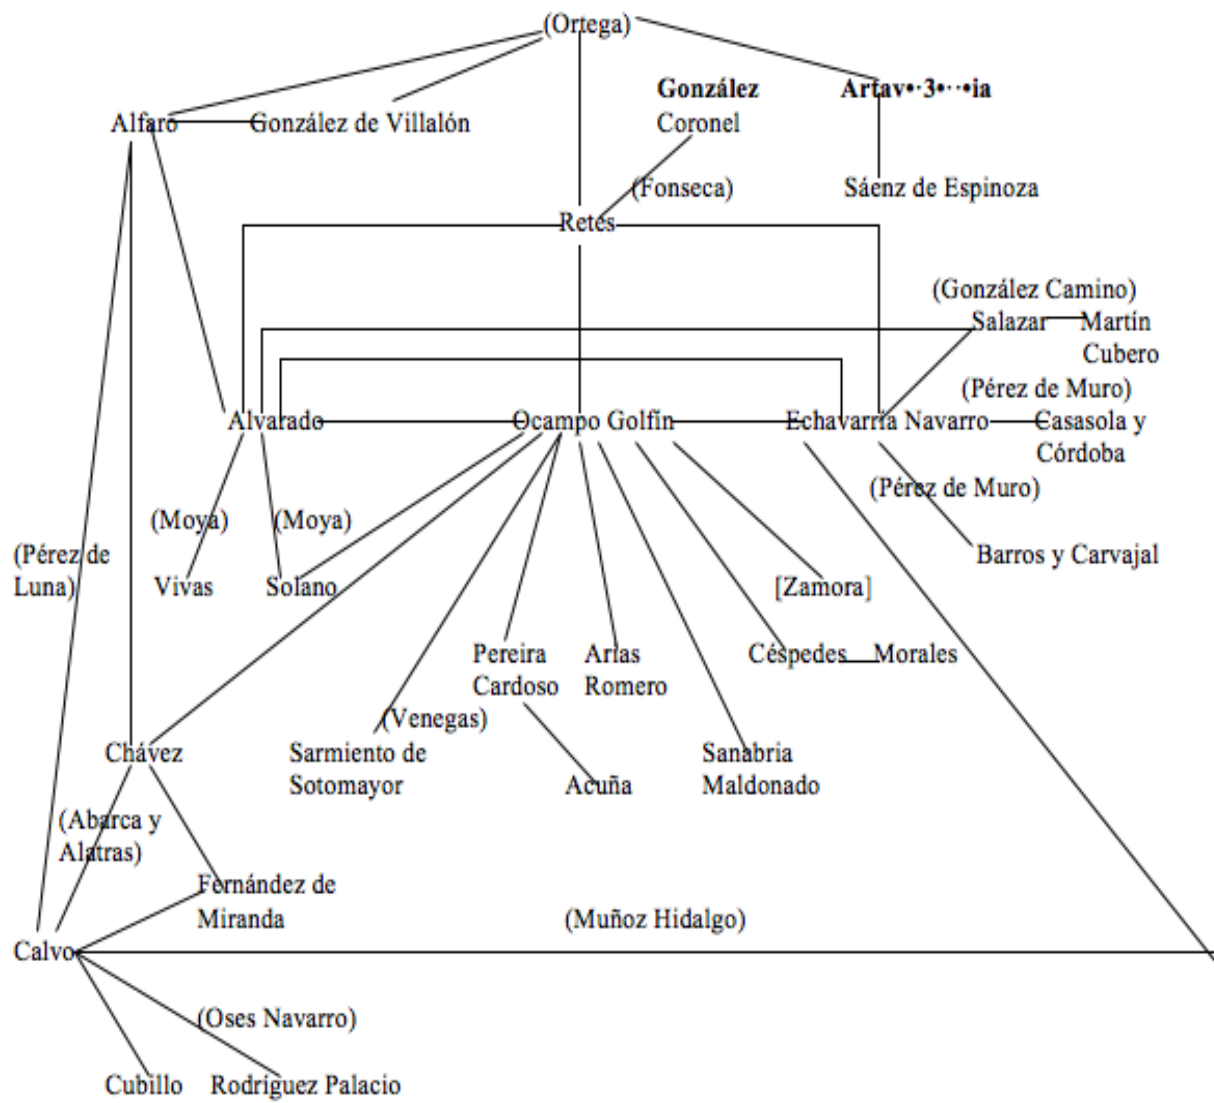 (Ortega)
González
Artav•·3•··•ia
Alfaro
González de Villalón
Coronel
(Fonseca)
Sáenz de Espinoza
Retes
(González Camino)
Salazar
Martín
Cubero
(Pérez de Muro)
Alvarado
Ocampo Golfín
Echavarría Navarro
Casasola y
Córdoba
(Pérez de Muro)
(Moya)
(Moya)
(Pérez de
Luna)
Barros y Carvajal
Vivas
Solano
[Zamora]
Pereira
Cardoso
Arias
Romero
Céspedes
Morales
(Venegas)
Chávez
Sarmiento de
Sotomayor
Acuña
Sanabria
Maldonado
(Abarca y
Alatras)
Fernández de
Miranda
(Muñoz Hidalgo)
Calvo
(Oses Navarro)
Cubillo
Rodríguez Palacio